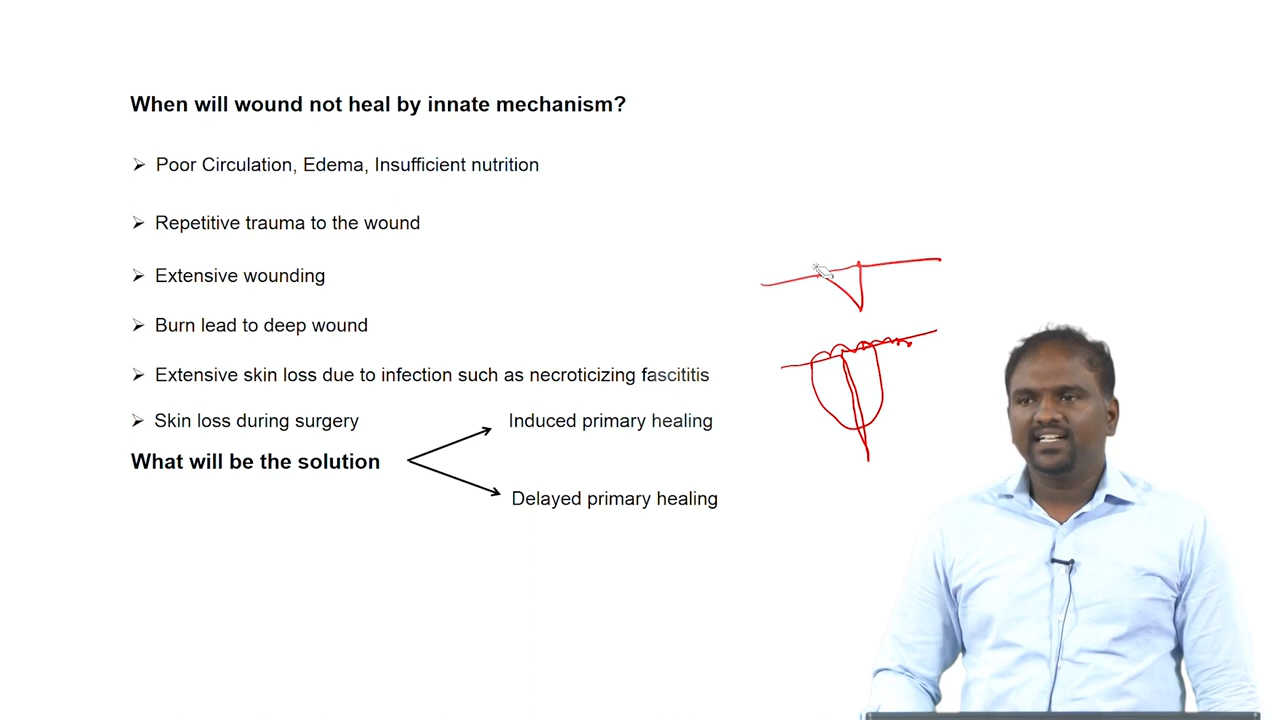 When will wound not heal by innate mechanism?
➢ Poor Circulation, Edema, Insufficient nutrition
➢ Repetitive trauma to the wound
➢ Extensive wounding
➢ Burn lead to deep wound
➢ Extensive skin loss due to infection such as necroticizing fascititis
➢ Skin loss during surgery
Induced primary healing
What will be the solution
Delayed primary healing